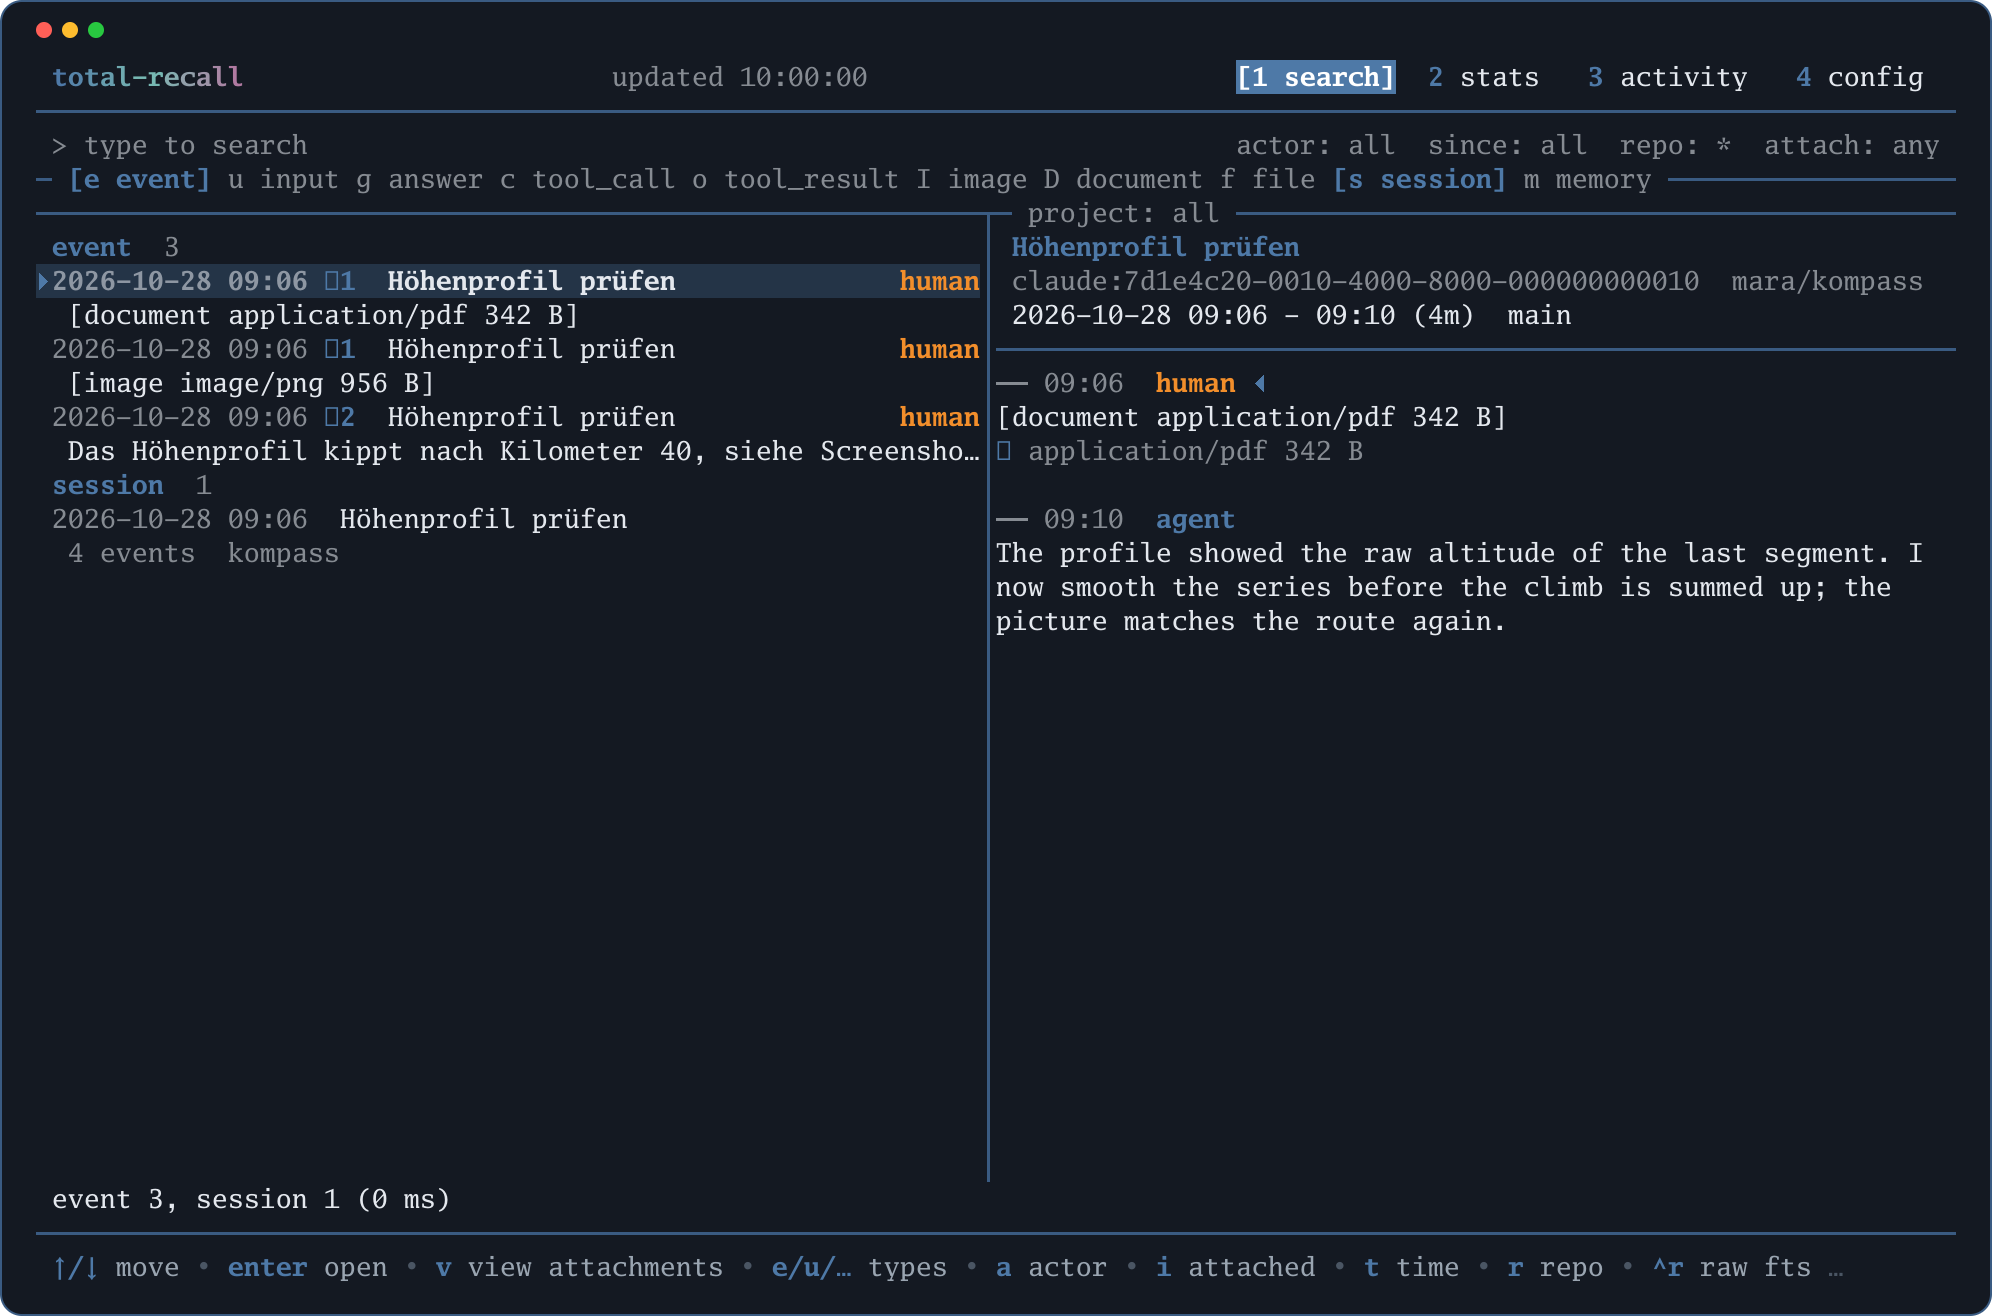 total-recall updated 10:00:00 [1 search] 2 stats 3 activity 4 config
> type to search actor: all since: all repo: * attach: any
[e event] u input g answer c tool_call o tool_result I image D document f file [s session] m memory
project: all
event 3
2026-10-28 09:06 1 Höhenprofil prüfen human
[document application/pdf 342 B]
2026-10-28 09:06 1 Höhenprofil prüfen human
[image image/png 956 B]
2026-10-28 09:06 2 Höhenprofil prüfen human
Das Höhenprofil kippt nach Kilometer 40, siehe Screensho…
session 1
2026-10-28 09:06 Höhenprofil prüfen
4 events kompass
Höhenprofil prüfen
claude:7d1e4c20-0010-4000-8000-000000000010 mara/kompass
2026-10-28 09:06 – 09:10 (4m) main
── 09:06 human
[document application/pdf 342 B]
application/pdf 342 B
── 09:10 agent
The profile showed the raw altitude of the last segment. I
now smooth the series before the climb is summed up; the
picture matches the route again.
event 3, session 1 (0 ms)
↑/↓ move • enter open • v view attachments • e/u/… types • a actor • i attached • t time • r repo • ^r raw fts …